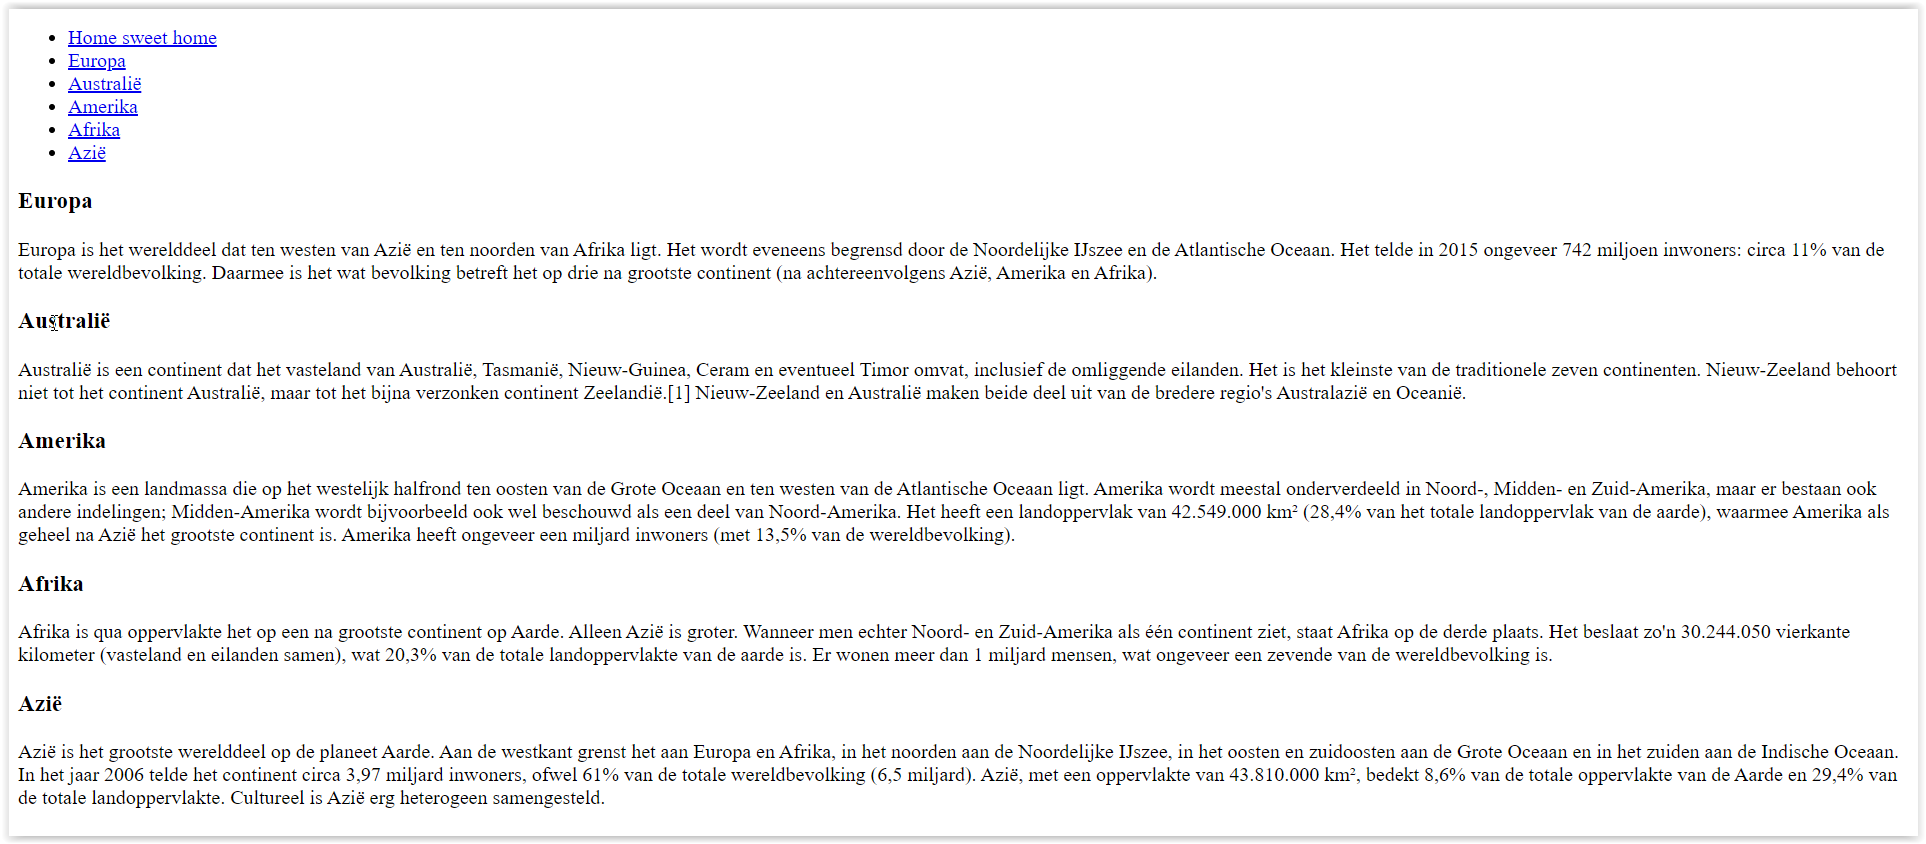 Home sweet home
Europa
Australië
Amerika
Afrika
Azië
Europa
Europa is het werelddeel dat ten westen van Azië en ten noorden van Afrika ligt. Het wordt eveneens begrensd door de Noordelijke IJszee en de Atlantische Oceaan. Het telde in 2015 ongeveer 742 miljoen inwoners: circa 11% van de
totale wereldbevolking. Daarmee is het wat bevolking betreft het op drie na grootste continent (na achtereenvolgens Azië, Amerika en Afrika).
Australië
Australië is een continent dat het vasteland van Australië, Tasmanië, Nieuw-Guinea, Ceram en eventueel Timor omvat, inclusief de omliggende eilanden. Het is het kleinste van de traditionele zeven continenten. Nieuw-Zeeland behoort
niet tot het continent Australië, maar tot het bijna verzonken continent Zeelandië.[1] Nieuw-Zeeland en Australië maken beide deel uit van de bredere regio's Australazië en Oceanië.
Amerika
Amerika is een landmassa die op het westelijk halfrond ten oosten van de Grote Oceaan en ten westen van de Atlantische Oceaan ligt. Amerika wordt meestal onderverdeeld in Noord-, Midden- en Zuid-Amerika, maar er bestaan ook
andere indelingen; Midden-Amerika wordt bijvoorbeeld ook wel beschouwd als een deel van Noord-Amerika. Het heeft een landoppervlak van 42.549.000 km² (28,4% van het totale landoppervlak van de aarde), waarmee Amerika als
geheel na Azië het grootste continent is. Amerika heeft ongeveer een miljard inwoners (met 13,5% van de wereldbevolking).
Afrika
Afrika is qua oppervlakte het op een na grootste continent op Aarde. Alleen Azië is groter. Wanneer men echter Noord- en Zuid-Amerika als één continent ziet, staat Afrika op de derde plaats. Het beslaat zo'n 30.244.050 vierkante
kilometer (vasteland en eilanden samen), wat 20,3% van de totale landoppervlakte van de aarde is. Er wonen meer dan 1 miljard mensen, wat ongeveer een zevende van de wereldbevolking is.
Azië
Azië is het grootste werelddeel op de planeet Aarde. Aan de westkant grenst het aan Europa en Afrika, in het noorden aan de Noordelijke IJszee, in het oosten en zuidoosten aan de Grote Oceaan en in het zuiden aan de Indische Oceaan.
In het jaar 2006 telde het continent circa 3,97 miljard inwoners, ofwel 61% van de totale wereldbevolking (6,5 miljard). Azië, met een oppervlakte van 43.810.000 km², bedekt 8,6% van de totale oppervlakte van de Aarde en 29,4% van
de totale landoppervlakte. Cultureel is Azië erg heterogeen samengesteld.